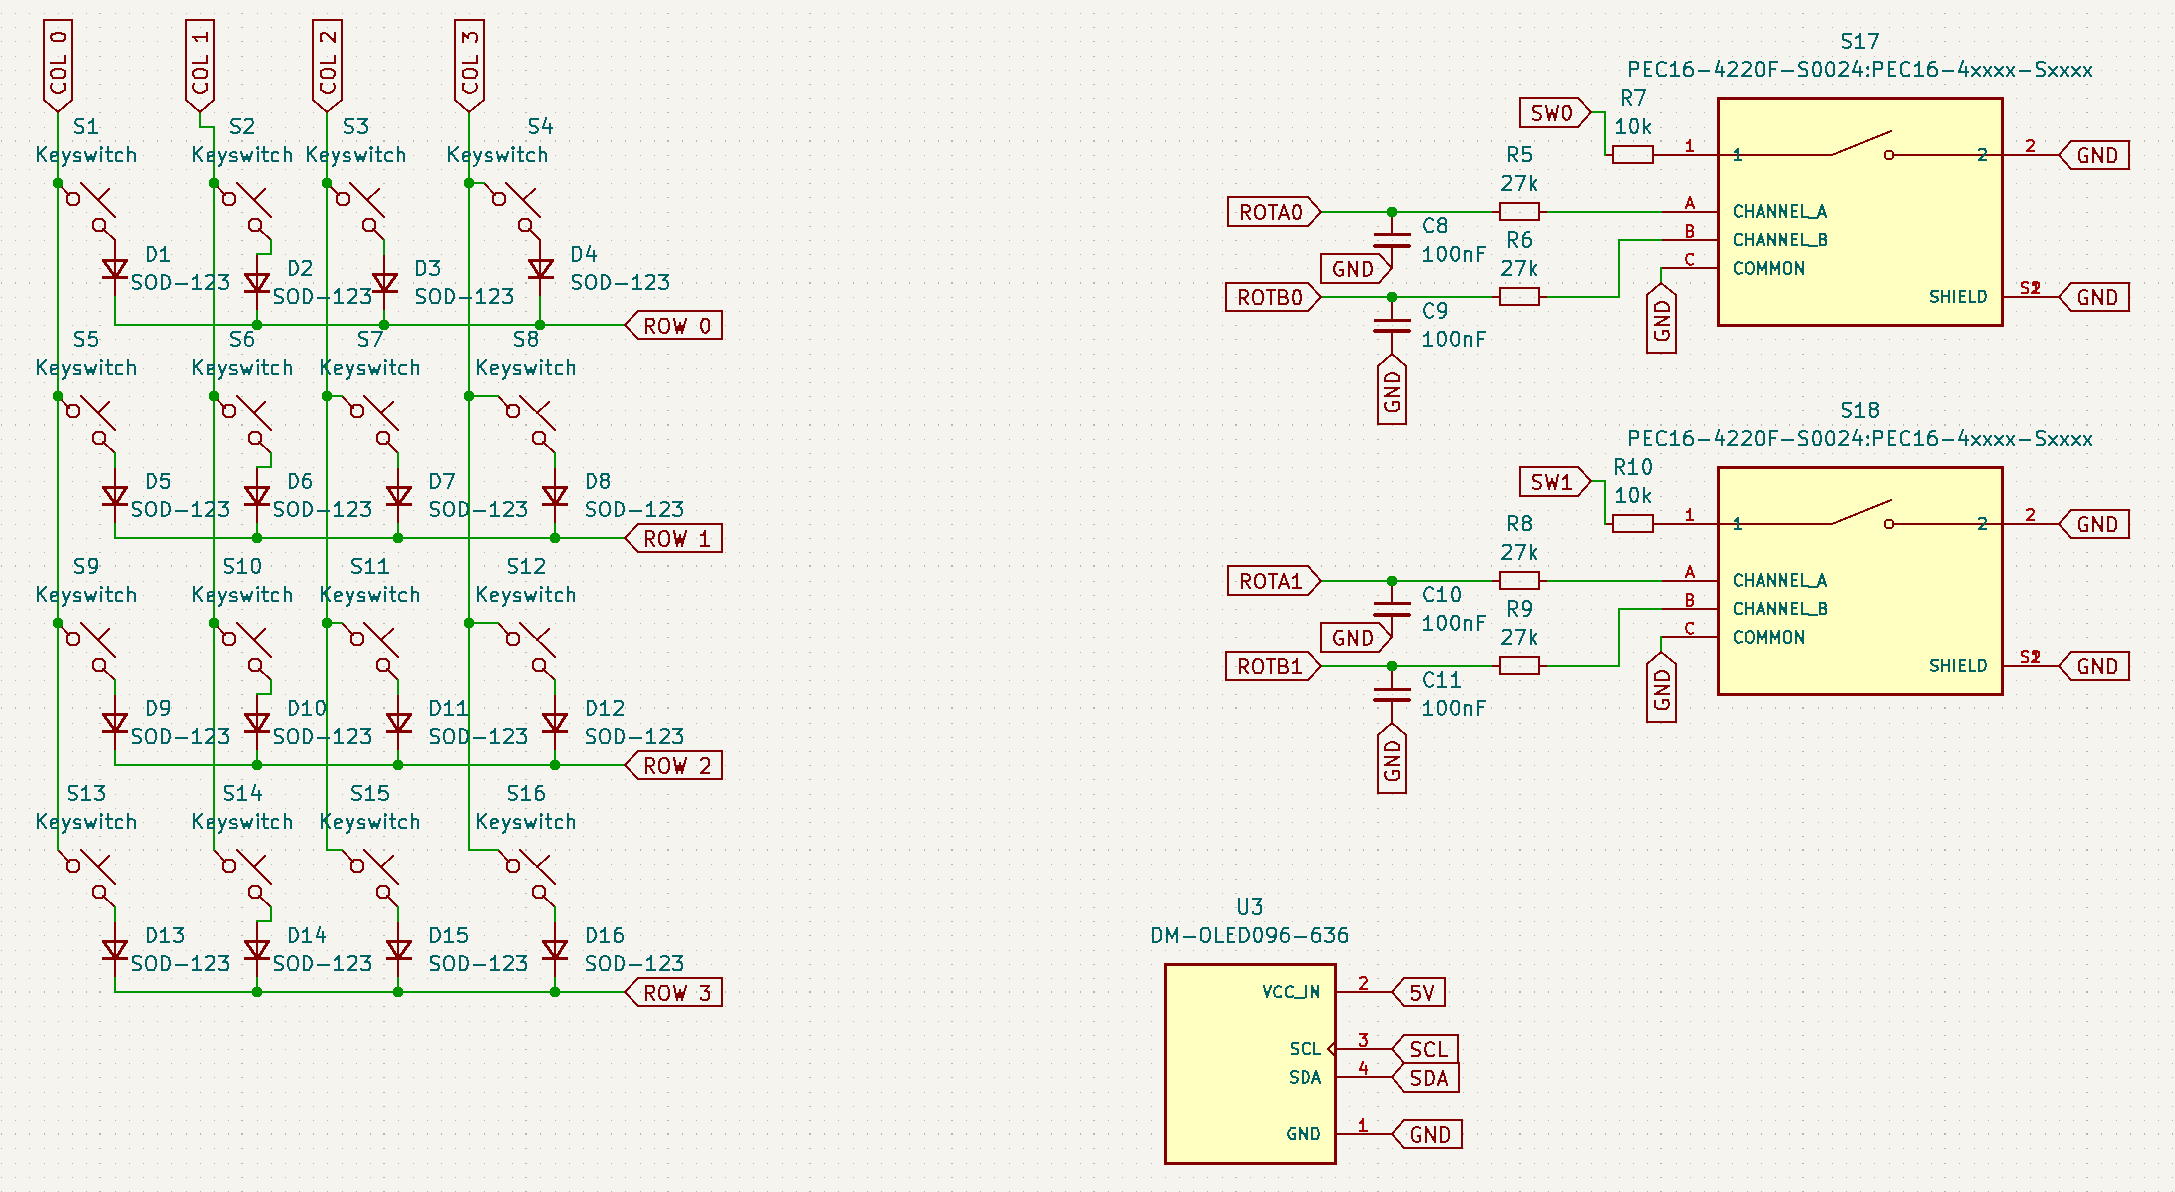 COL 0
COL 1
COL 2
COL 3
S1
Keyswitch
S2
Keyswitch
S3
Keyswitch
S4
Keyswitch
D1
SOD-123
D2
SOD-123
D3
SOD-123
D4
SOD-123
ROW 0
S5
Keyswitch
S6
Keyswitch
S7
Keyswitch
S8
Keyswitch
D5
SOD-123
D6
SOD-123
D7
SOD-123
D8
SOD-123
ROW 1
S9
Keyswitch
S10
Keyswitch
S11
Keyswitch
S12
Keyswitch
D9
SOD-123
D10
SOD-123
D11
SOD-123
D12
SOD-123
ROW 2
S13
Keyswitch
S14
Keyswitch
S15
Keyswitch
S16
Keyswitch
D13
SOD-123
D14
SOD-123
D15
SOD-123
D16
SOD-123
ROW 3
S17
PEC16-4220F-S0024:PEC16-4xxxx-Sxxxx
SW0
R7
10k
1
1
2
2
GND
R5
27k
ROTA0
A
CHANNEL_A
C8
100nF
GND
R6
27k
B
CHANNEL_B
C
COMMON
GND
ROTB0
C9
100nF
GND
SHIELD
GND
S18
PEC16-4220F-S0024:PEC16-4xxxx-Sxxxx
SW1
R10
10k
1
1
2
2
GND
R8
27k
ROTA1
A
CHANNEL_A
C10
100nF
GND
R9
27k
B
CHANNEL_B
C
COMMON
GND
ROTB1
C11
100nF
GND
SHIELD
GND
U3
DM-OLED096-636
VCC_IN
2
5V
SCL
3
SCL
SDA
4
SDA
GND
1
GND